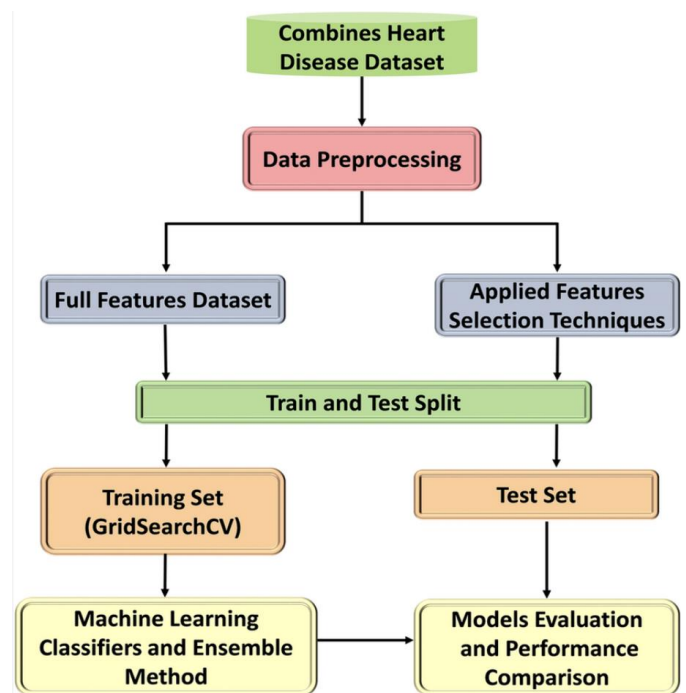 Combines Heart
Disease Dataset
Data Preprocessing
Full Features Dataset
Applied Features
Selection Techniques
Train and Test Split
Training Set
(GridSearchCV)
Test Set
Machine Learning
Classifiers and Ensemble
Method
Models Evaluation
and Performance
Comparison